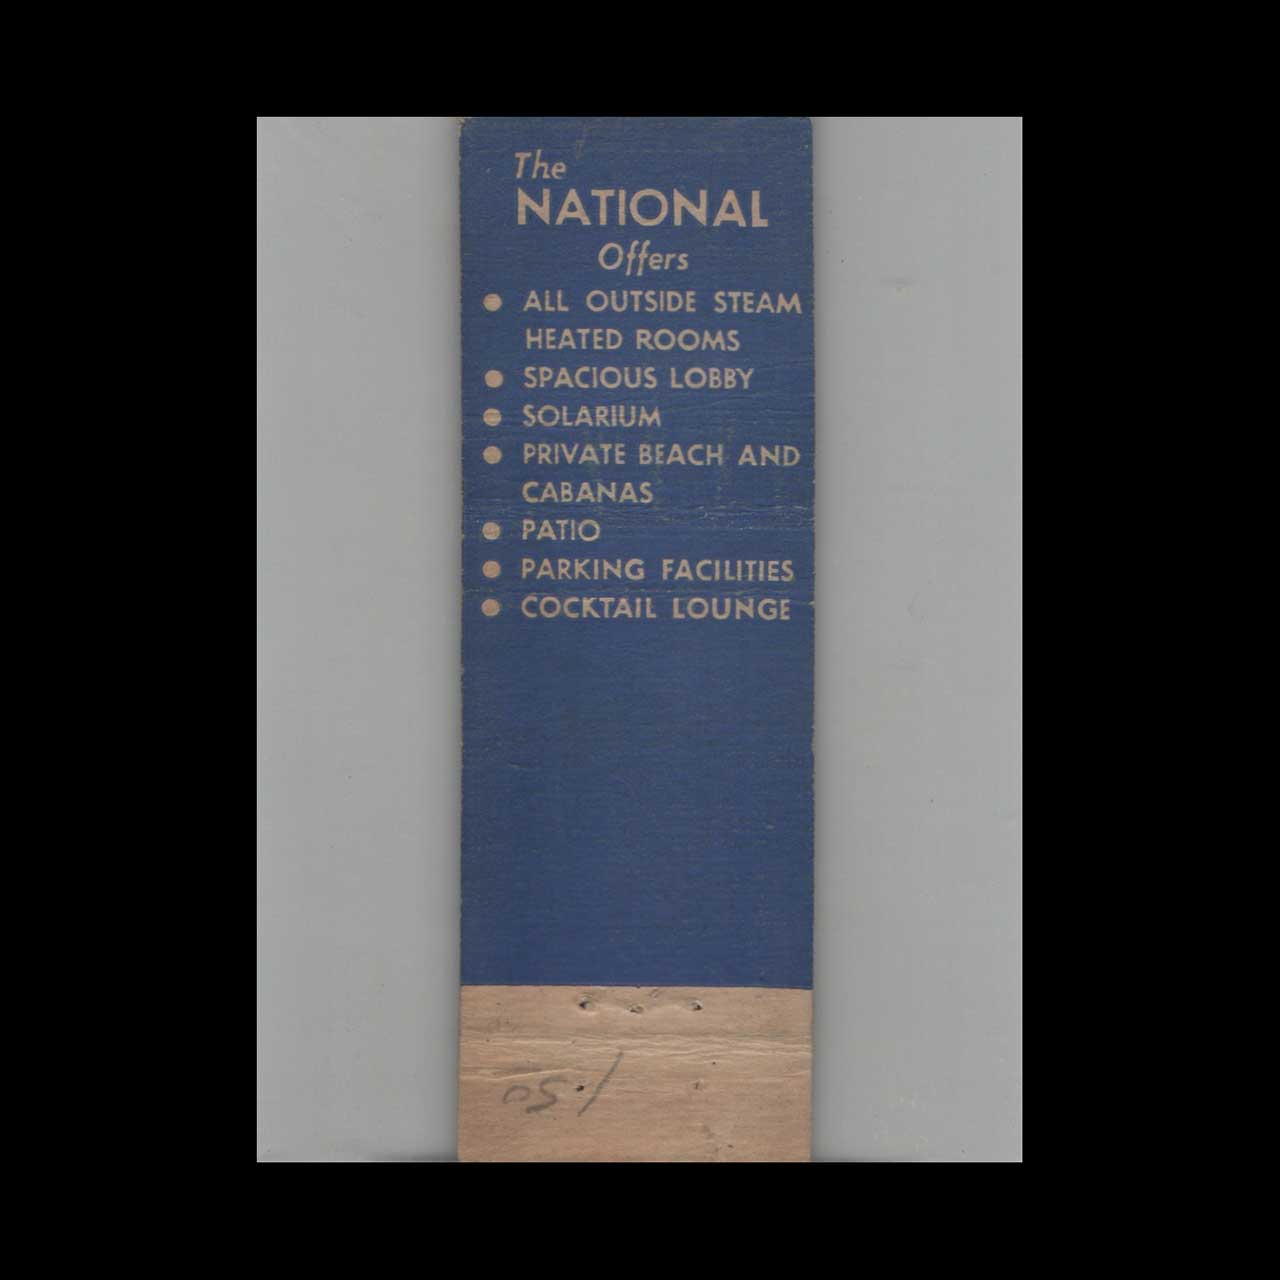 The
NATIONAL
Offers
● ALL OUTSIDE STEAM
HEATED ROOMS
● SPACIOUS LOBBY
● SOLARIUM
● PRIVATE BEACH AND
CABANAS
● PATIO
● PARKING FACILITIES
● COCKTAIL LOUNGE